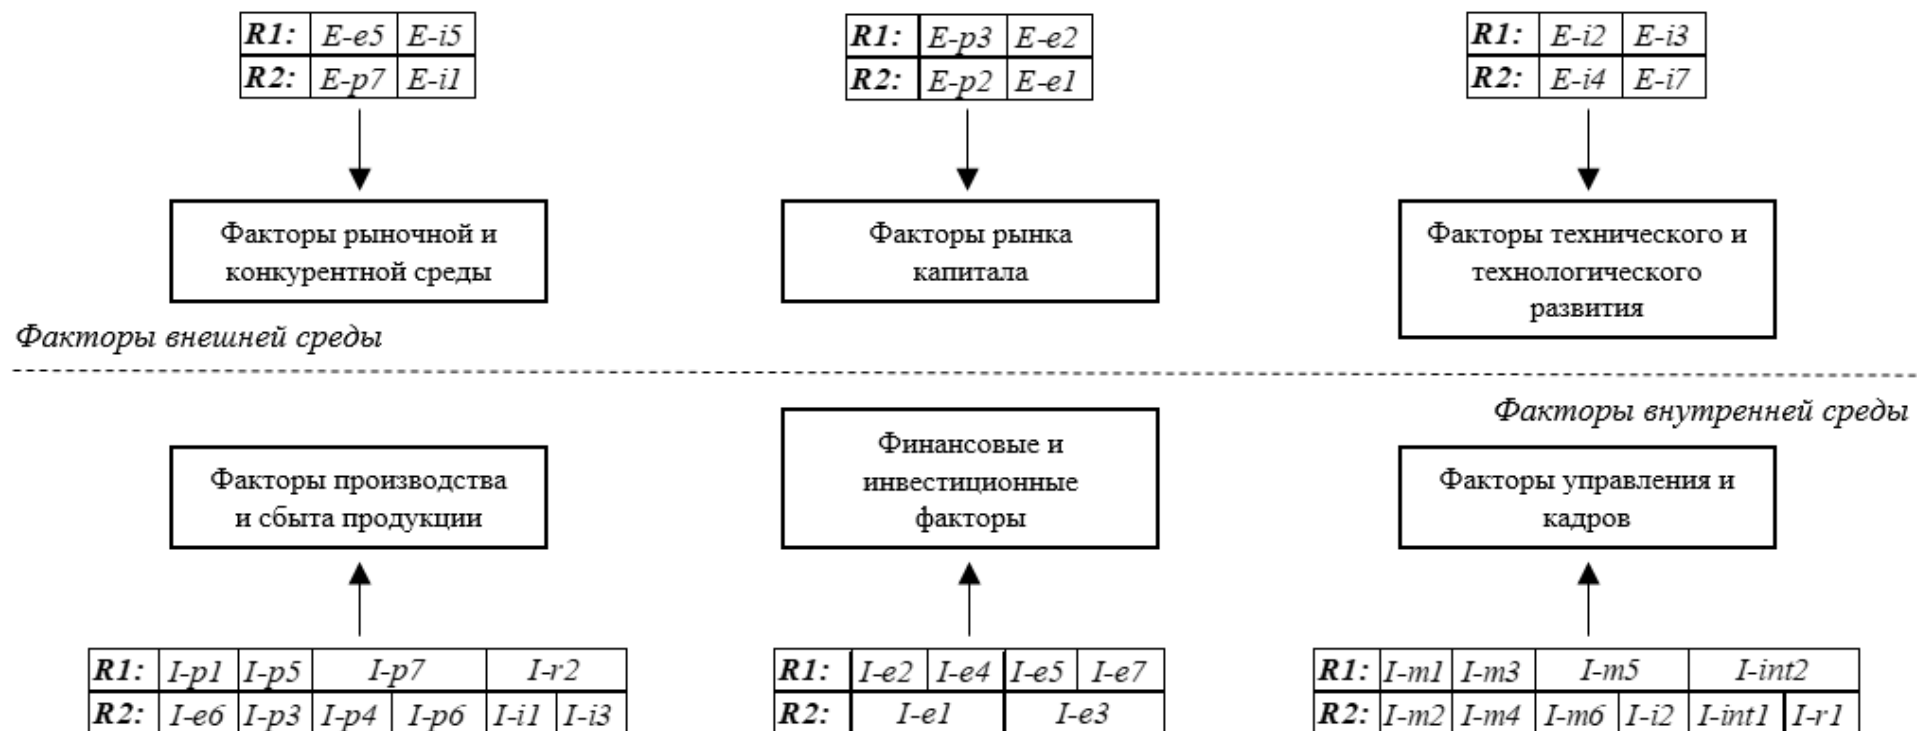 R1: E-e5 E-i5
R2: E-p7 E-i1
R1: E-p3 E-e2
R2: E-p2 E-e1
R1: E-i2 E-i3
R2: E-i4 E-i7
Факторы рыночной и
конкурентной среды
Факторы рынка
капитала
Факторы технического и
технологического
развития
Факторы внешней среды
Факторы внутренней среды
Факторы производства
и сбыта продукции
Финансовые и
инвестиционные
факторы
Факторы управления и
кадров
R1: I-p1 I-p5 I-p7 I-r2
R2: I-e6 I-p3 I-p4 I-p6 I-i1 I-i3
R1: I-e2 I-e4 I-e5 I-e7
R2: I-e1 I-e3
R1: I-m1 I-m3 I-m5 I-int2
R2: I-m2 I-m4 I-m6 I-i2 I-int1 I-r1